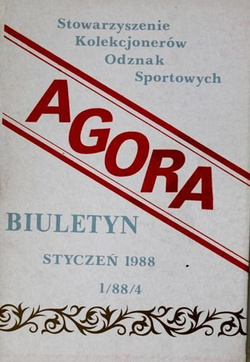 Stowarzyszenie
Kolekcjonerów
Odznak
Sportowych
AGORA
BIULETYN
STYCZEŃ 1988
1/88/4